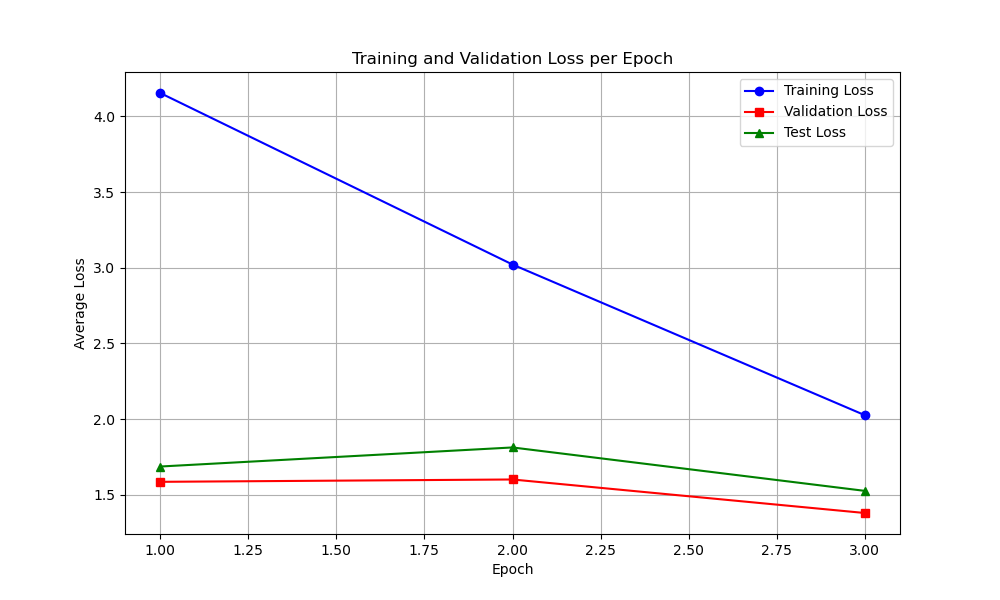 Training and Validation Loss per Epoch
Training Loss
Validation Loss
Test Loss
4.0
3.5
3.0
2.5
2.0
1.5
Average Loss
1.00 1.25 1.50 1.75 2.00 2.25 2.50 2.75 3.00
Epoch